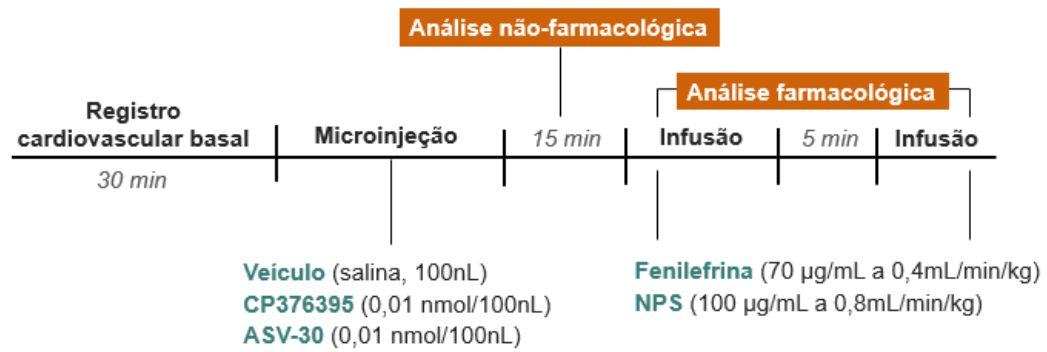 Análise não-farmacológica
Análise farmacológica
Registro
cardiovascular basal
Microinjeção
15 min
Infusão
5 min
Infusão
30 min
Veículo (salina, 100nL)
CP376395 (0,01 nmol/100nL)
ASV-30 (0,01 nmol/100nL)
Fenilefrina (70 µg/mL a 0,4mL/min/kg)
NPS (100 µg/mL a 0,8mL/min/kg)